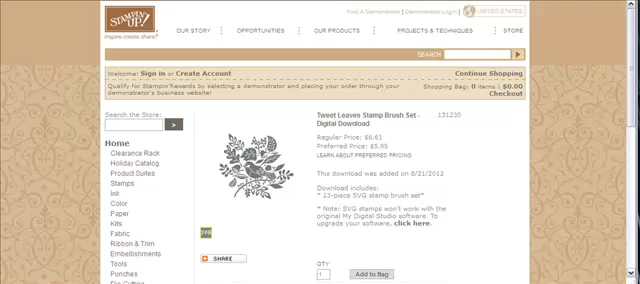 Find A Demonstrator | Demonstrator Login | UNITED STATES
STAMPIN' UP!
inspire. create. share.
OUR STORY OPPORTUNITIES OUR PRODUCTS PROJECTS & TECHNIQUES STORE
SEARCH
Welcome! Sign in or Create Account Continue Shopping
Qualify for Stampin'Rewards by selecting a demonstrator and placing your order through your
demonstrator's business website!
Shopping Bag: 0 items | $0.00
Checkout
Search the Store:
>
Home
Clearance Rack
Holiday Catalog
Product Suites
Stamps
Ink
Color
Paper
Kits
Fabric
Ribbon & Trim
Embellishments
Tools
Punches
Die Cutting
Tweet Leaves Stamp Brush Set - 131230
Digital Download
Regular Price: $6.61
Preferred Price: $5.95
LEARN ABOUT PREFERRED PRICING
This download was added on 8/21/2012
Download includes:
* 23-piece SVG stamp brush set*
* Note: SVG stamps won't work with the
original My Digital Studio software. To
upgrade your software, click here.
SHARE
QTY:
1 Add to Bag